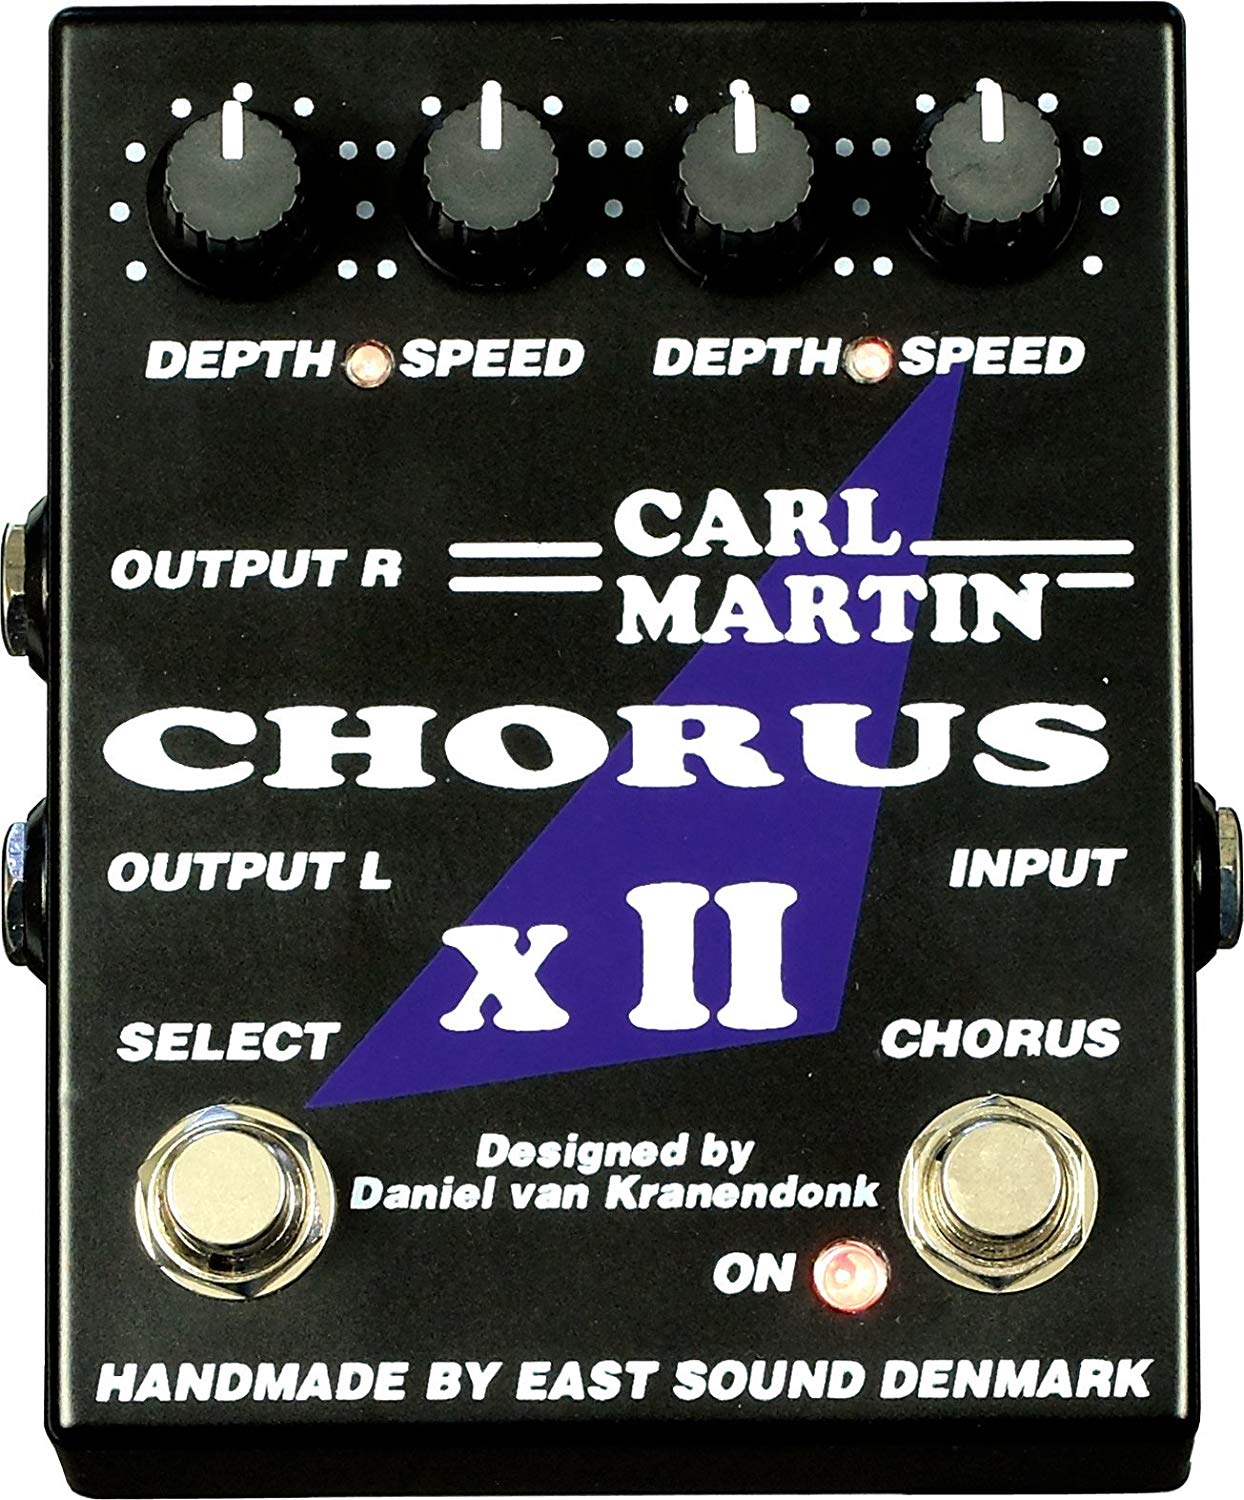 DEPTH SPEED DEPTH SPEED
CARL
MARTIN
OUTPUT R
CHORUS
OUTPUT L
INPUT
x II
SELECT
CHORUS
Designed by
Daniel van Kranendonk
ON
HANDMADE BY EAST SOUND DENMARK